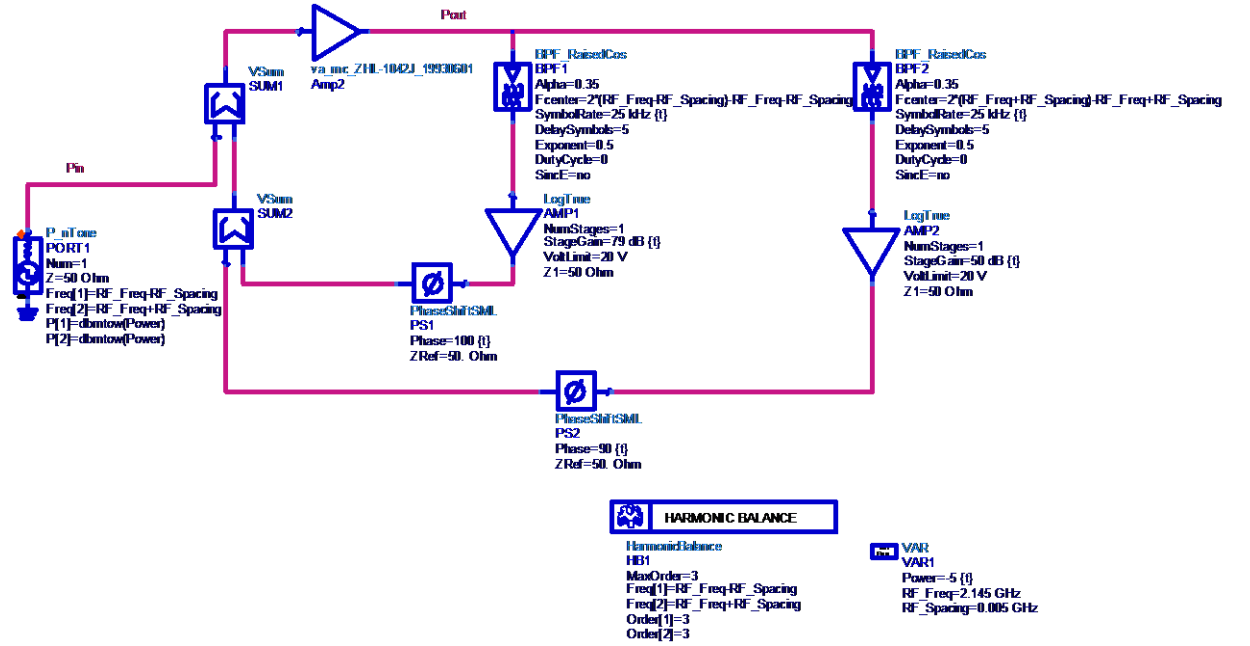 Pout
va_mc_ZHL-1042J_19930601
Amp2
VSum
SUM1
BPF_RaisedCos
BPF1
Alpha=0.35
Fcenter=2*(RF_Freq-RF_Spacing)-RF_Freq-RF_Spacing
SymbolRate=25 kHz {t}
DelaySymbols=5
Exponent=0.5
DutyCycle=0
SincE=no
BPF_RaisedCos
BPF2
Alpha=0.35
Fcenter=2*(RF_Freq+RF_Spacing)-RF_Freq+RF_Spacing
SymbolRate=25 kHz {t}
DelaySymbols=5
Exponent=0.5
DutyCycle=0
SincE=no
Pin
VSum
SUM2
LogTrue
AMP1
NumStages=1
StageGain=79 dB {t}
VoltLimit=20 V
Z1=50 Ohm
LogTrue
AMP2
NumStages=1
StageGain=50 dB {t}
VoltLimit=20 V
Z1=50 Ohm
P_nTone
PORT1
Num=1
Z=50 Ohm
Freq[1]=RF_Freq-RF_Spacing
Freq[2]=RF_Freq+RF_Spacing
P[1]=dbmtow(Power)
P[2]=dbmtow(Power)
PhaseShiftSML
PS1
Phase=100 {t}
ZRef=50. Ohm
PhaseShiftSML
PS2
Phase=90 {t}
ZRef=50. Ohm
HARMONIC BALANCE
HarmonicBalance
HB1
MaxOrder=3
Freq[1]=RF_Freq-RF_Spacing
Freq[2]=RF_Freq+RF_Spacing
Order[1]=3
Order[2]=3
VAR
VAR1
Power=-5 {t}
RF_Freq=2.145 GHz
RF_Spacing=0.005 GHz